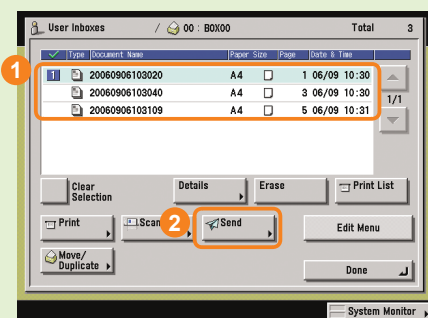 User Inboxes / 00 : BOX00 Total 3
Type Document Name Paper Size Page Date & Time
1
1 20060906103020 A4 1 06/09 10:30
20060906103040 A4 3 06/09 10:30
20060906103109 A4 5 06/09 10:31
1/1
Clear Selection
Details
Erase
Print List
Print
Scan
2
Send
Edit Menu
Move/
Duplicate
Done
System Monitor